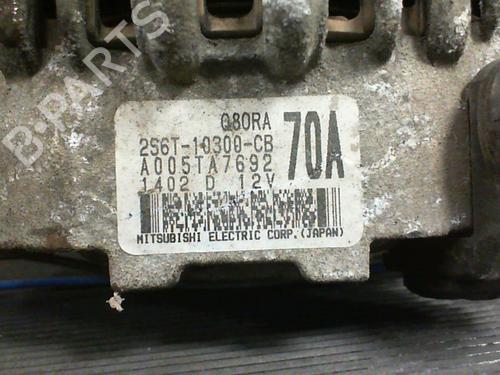 B-PARTS
Q80RA
2S6T-10300-CB
70A
A005TA7692
1402 D 12V
MITSUBISHI ELECTRIC CORP.(JAPAN)